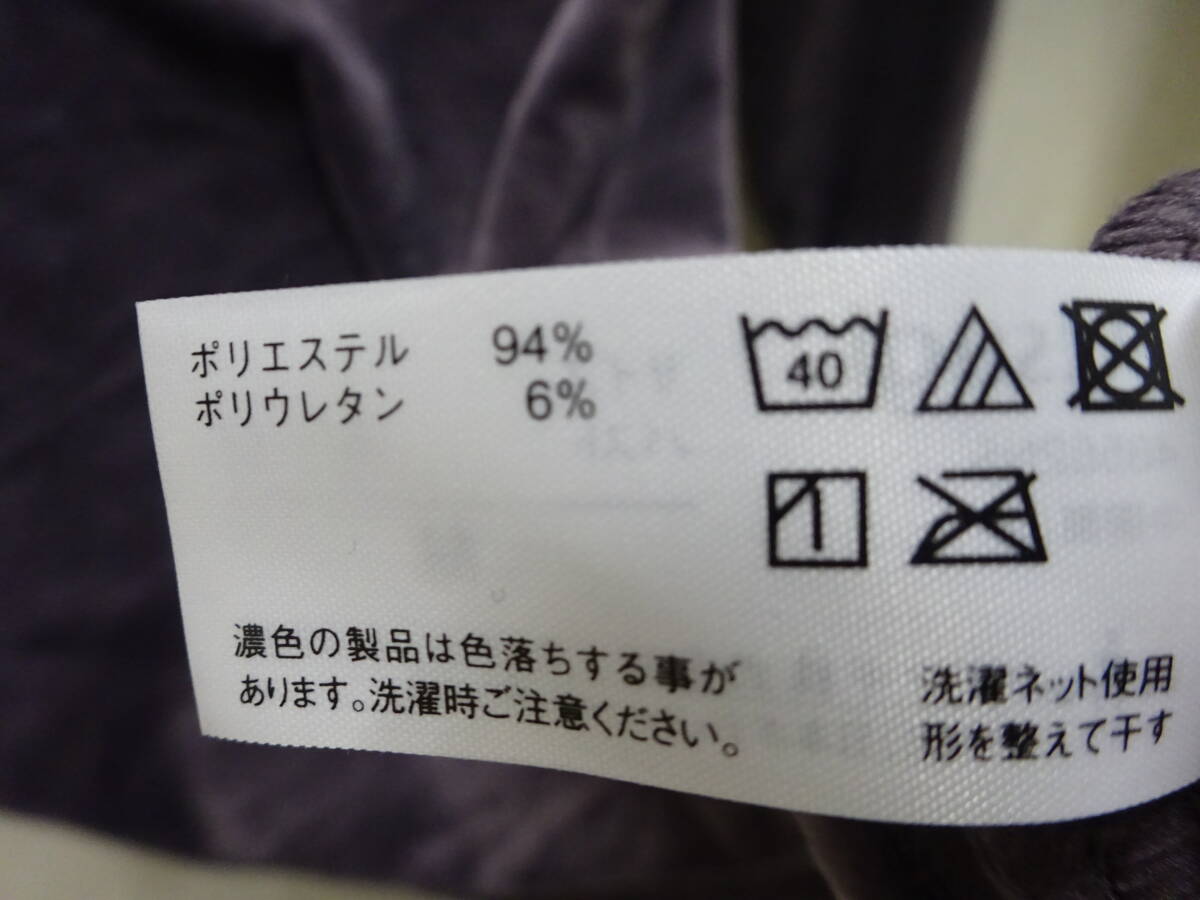 ポリエステル 94%
ポリウレタン 6%
40
濃色の製品は色落ちする事が
あります。洗濯時ご注意ください。
洗濯ネット使用
形を整えて干す